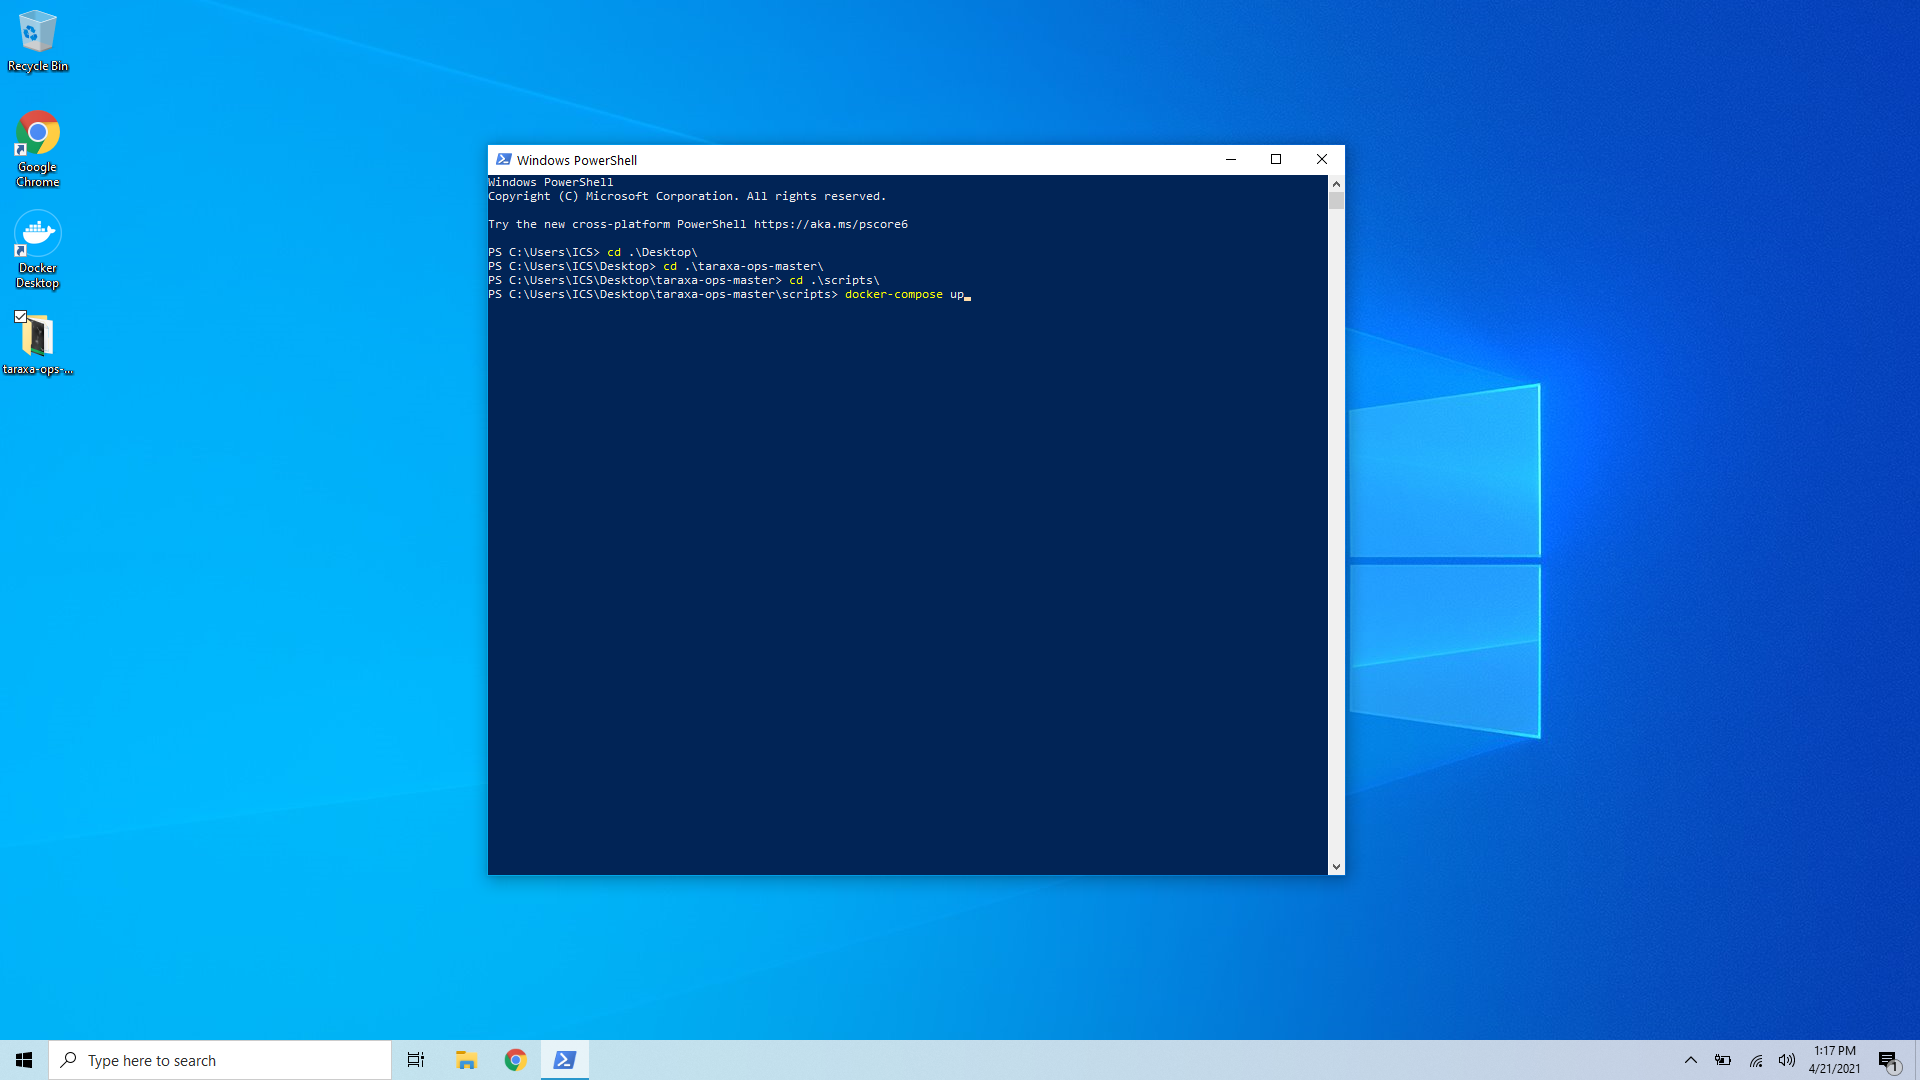 Recycle Bin
Google
Chrome
Docker
Desktop
taraxa-ops-...
Windows PowerShell
Windows PowerShell
Copyright (C) Microsoft Corporation. All rights reserved.
Try the new cross-platform PowerShell https://aka.ms/pscore6
PS C:\Users\ICS> cd .\Desktop\
PS C:\Users\ICS\Desktop> cd .\taraxa-ops-master\
PS C:\Users\ICS\Desktop\taraxa-ops-master> cd .\scripts\
PS C:\Users\ICS\Desktop\taraxa-ops-master\scripts> docker-compose up
Type here to search
1:17 PM
4/21/2021
1